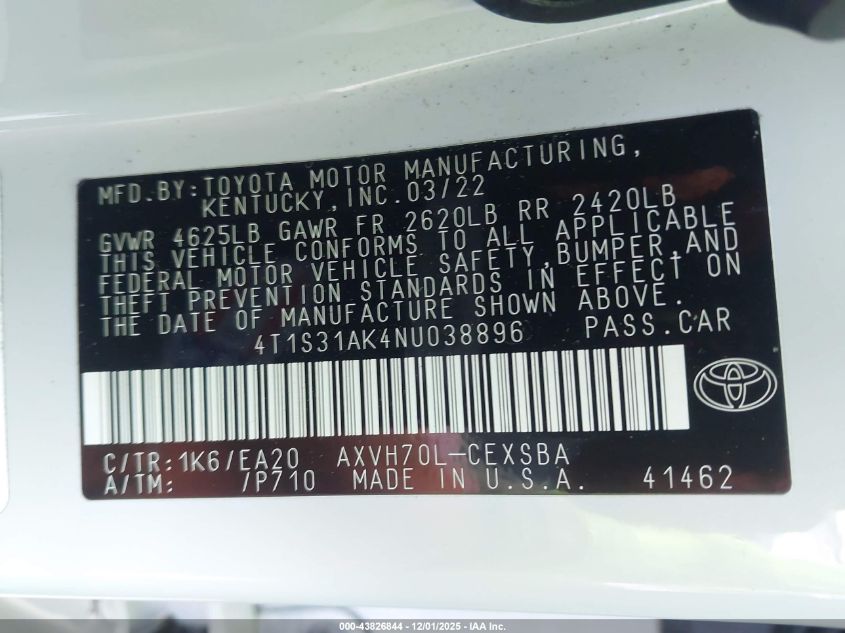 MFD.BY:TOYOTA MOTOR MANUFACTURING,
KENTUCKY,INC.03/22
GVWR 4625LB GAWR FR 2620LB RR 2420LB
THIS VEHICLE CONFORMS TO ALL APPLICABLE
FEDERAL MOTOR VEHICLE SAFETY,BUMPER,AND
THEFT PREVENTION STANDARDS IN EFFECT ON
THE DATE OF MANUFACTURE SHOWN ABOVE.
4T1S31AK4NU038896 PASS.CAR
C/TR:1K6/EA20 AXVH70L-CEXSBA
A/TM: /P710 MADE IN U.S.A. 41462
000-43826844 - 12/01/2025 - IAA Inc.